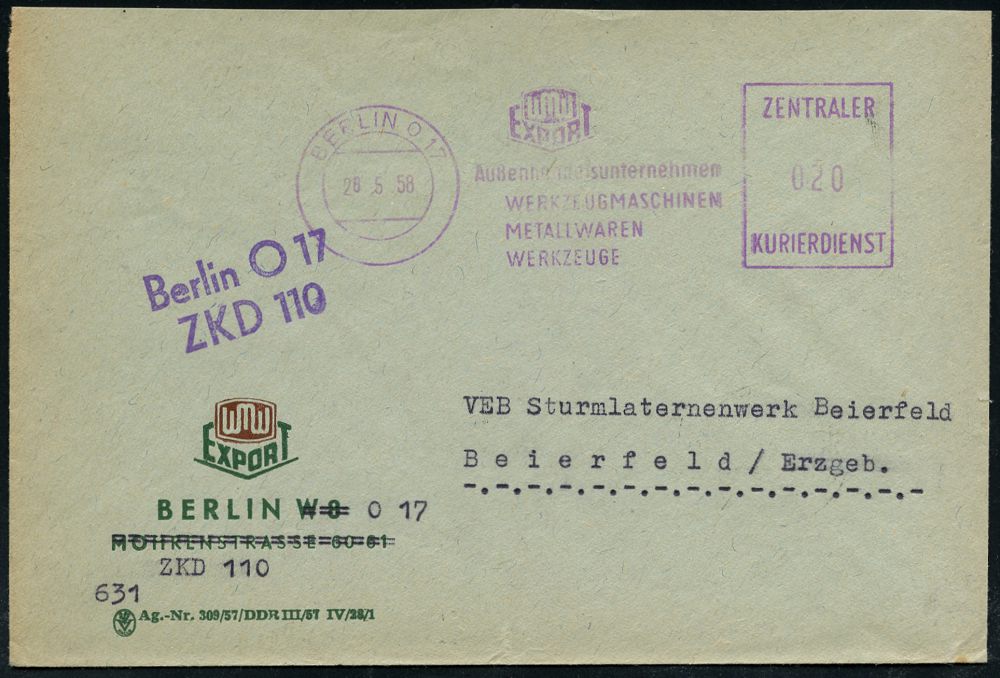 BERLIN O 17
28 5 58
WMW
EXPORT
Außenhandelsunternehmen
WERKZEUGMASCHINEN
METALLWAREN
WERKZEUGE
ZENTRALER
020
KURIERDIENST
Berlin O 17
ZKD 110
VEB Sturmlaternenwerk Beierfeld
Beierfeld / Erzgeb.
-.-.-.-.-.-.-.-.-.-.-.-.-.-
WMW
EXPORT
BERLIN W 8 O 17
MOHRENSTRASSE 60-61
ZKD 110
631
Ag.-Nr. 309/57/DDR III/57 IV/28/1